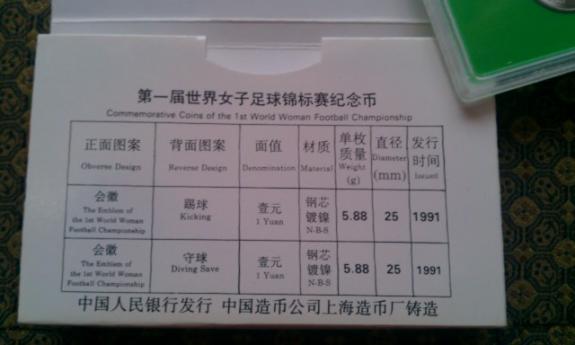 第一届世界女子足球锦标赛纪念币
Commemorative Coins of the 1st World Woman Football Championship
正面图案 背面图案 面值 材质 单枚质量 直径 发行时间
Obverse Design Reverse Design Denomination Material Weight (g) Diameter (mm) Issued
会徽 踢球 壹元 钢芯镀镍 5.88 25 1991
The Emblem of the 1st World Woman Football Championship Kicking 1 Yuan N-B-S
会徽 守球 壹元 钢芯镀镍 5.88 25 1991
The Emblem of the 1st World Woman Football Championship Diving Save 1 Yuan N-B-S
中国人民银行发行 中国造币公司上海造币厂铸造